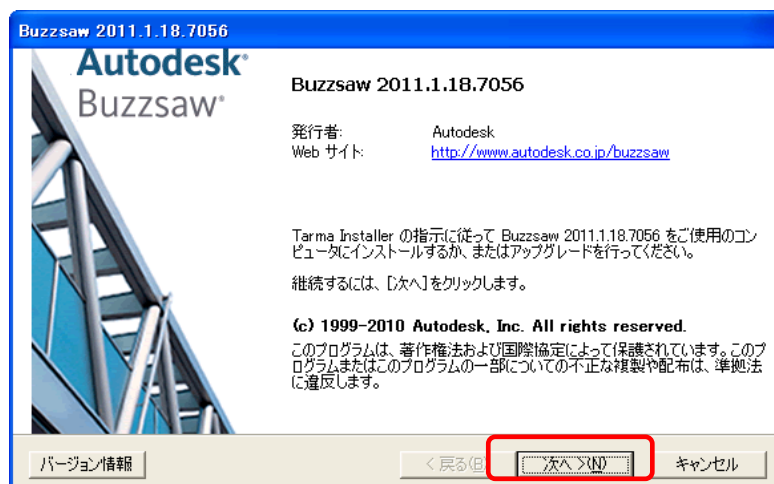 Buzzsaw 2011.1.18.7056
Autodesk®
Buzzsaw®
Buzzsaw 2011.1.18.7056
発行者: Autodesk
Web サイト: http://www.autodesk.co.jp/buzzsaw
Tarma Installer の指示に従って Buzzsaw 2011.1.18.7056 をご使用のコン
ピュータにインストールするか、またはアップグレードを行ってください。
継続するには、[次へ] をクリックします。
(c) 1999-2010 Autodesk, Inc. All rights reserved.
このプログラムは、著作権法および国際協定によって保護されています。このプ
ログラムまたはこのプログラムの一部についての不正な複製や配布は、準拠法
に違反します。
バージョン情報
< 戻る(B)
次へ >(N)
キャンセル